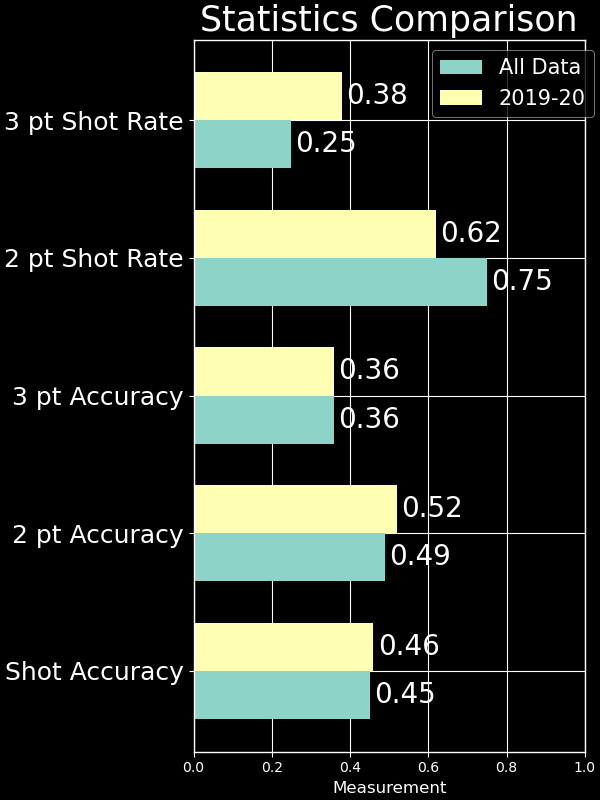 Statistics Comparison
All Data
2019-20
3 pt Shot Rate
0.38
0.25
2 pt Shot Rate
0.62
0.75
3 pt Accuracy
0.36
0.36
2 pt Accuracy
0.52
0.49
Shot Accuracy
0.46
0.45
0.0 0.2 0.4 0.6 0.8 1.0
Measurement